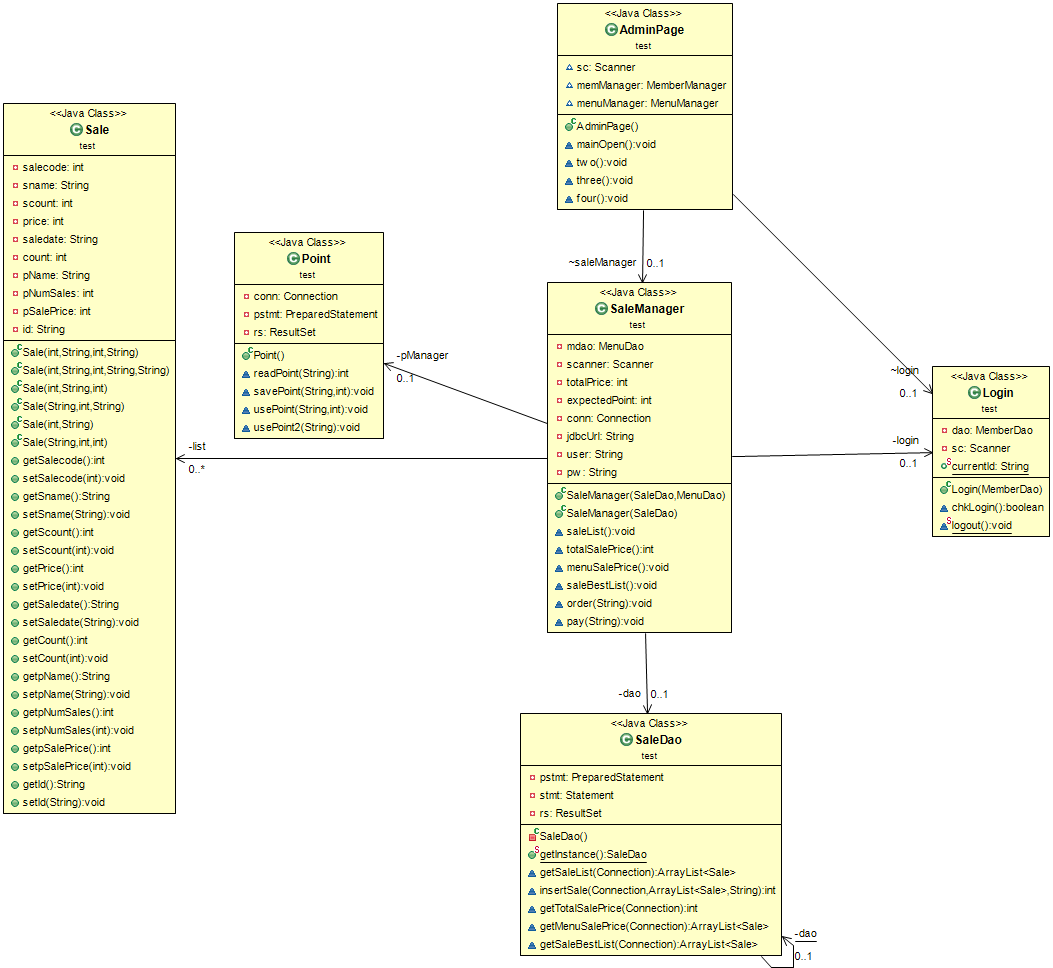 <<Java Class>>
AdminPage
test
sc: Scanner
memManager: MemberManager
menuManager: MenuManager
AdminPage()
mainOpen():void
two():void
three():void
four():void
<<Java Class>>
Sale
test
salecode: int
sname: String
scount: int
price: int
saledate: String
count: int
pName: String
pNumSales: int
pSalePrice: int
id: String
Sale(int,String,int,String)
Sale(int,String,int,String,String)
Sale(int,String,int)
Sale(String,int,String)
Sale(int,String)
Sale(String,int,int)
getSalecode():int
setSalecode(int):void
getSname():String
setSname(String):void
getScount():int
setScount(int):void
getPrice():int
setPrice(int):void
getSaledate():String
setSaledate(String):void
getCount():int
setCount(int):void
getpName():String
setpName(String):void
getpNumSales():int
setpNumSales(int):void
getpSalePrice():int
setpSalePrice(int):void
getId():String
setId(String):void
<<Java Class>>
Point
test
conn: Connection
pstmt: PreparedStatement
rs: ResultSet
Point()
readPoint(String):int
savePoint(String,int):void
usePoint(String,int):void
usePoint2(String):void
~saleManager
0..1
-pManager
0..1
-list
0..*
<<Java Class>>
SaleManager
test
mdao: MenuDao
scanner: Scanner
totalPrice: int
expectedPoint: int
conn: Connection
jdbcUrl: String
user: String
pw: String
SaleManager(SaleDao,MenuDao)
SaleManager(SaleDao)
saleList():void
totalSalePrice():int
menuSalePrice():void
saleBestList():void
order(String):void
pay(String):void
~login
0..1
-login
0..1
<<Java Class>>
Login
test
dao: MemberDao
sc: Scanner
currentId: String
Login(MemberDao)
chkLogin():boolean
logout():void
-dao
0..1
<<Java Class>>
SaleDao
test
pstmt: PreparedStatement
stmt: Statement
rs: ResultSet
SaleDao()
getInstance():SaleDao
getSaleList(Connection):ArrayList<Sale>
insertSale(Connection,ArrayList<Sale>,String):int
getTotalSalePrice(Connection):int
getMenuSalePrice(Connection):ArrayList<Sale>
getSaleBestList(Connection):ArrayList<Sale>
-dao
0..1